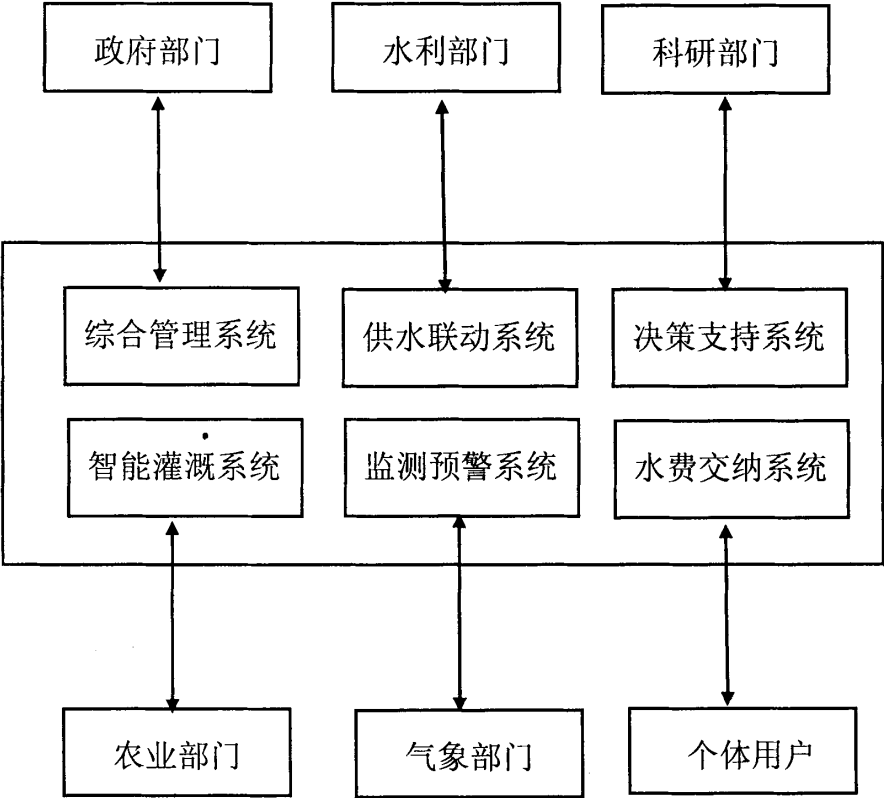 政府部门
水利部门
科研部门
综合管理系统
供水联动系统
决策支持系统
智能灌溉系统
监测预警系统
水费交纳系统
农业部门
气象部门
个体用户